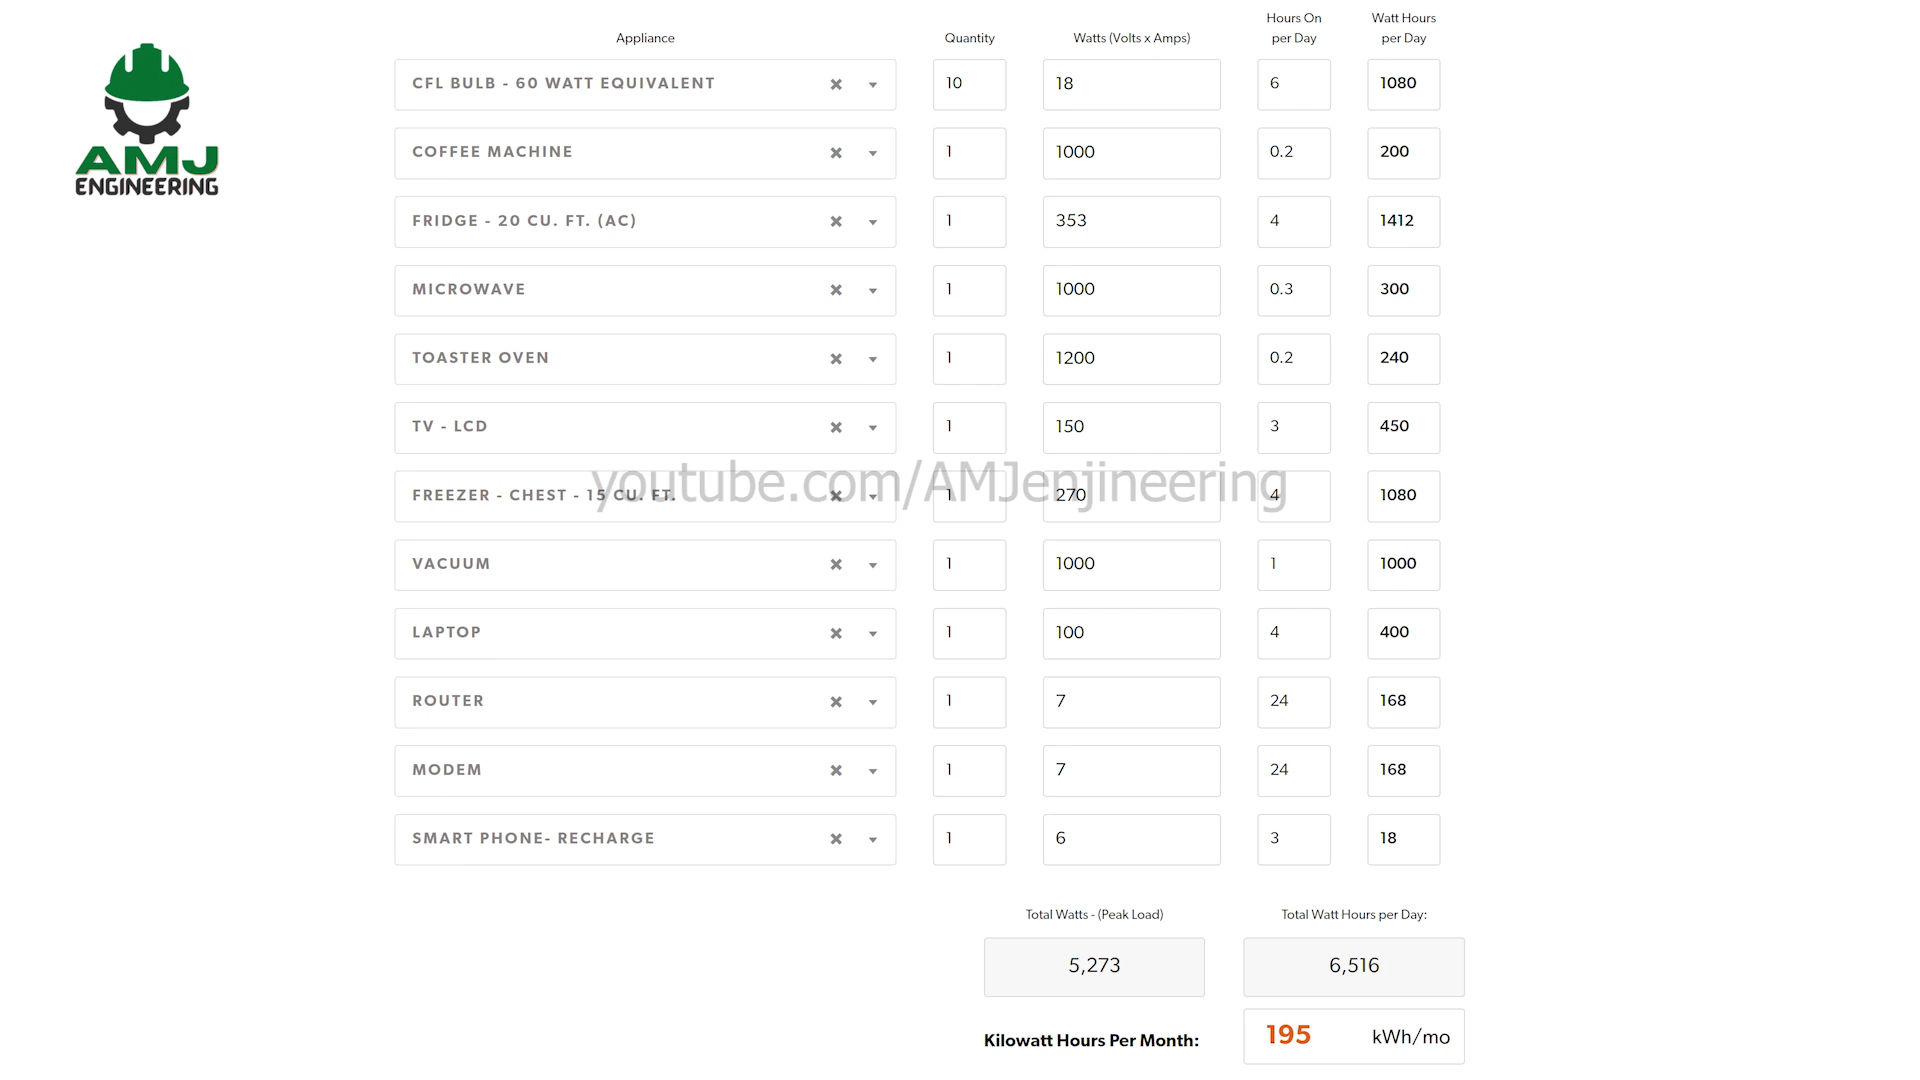 AMJ
ENGINEERING
Appliance Quantity Watts (Volts x Amps) Hours On per Day Watt Hours per Day
CFL BULB - 60 WATT EQUIVALENT 10 18 6 1080
COFFEE MACHINE 1 1000 0.2 200
FRIDGE - 20 CU. FT. (AC) 1 353 4 1412
MICROWAVE 1 1000 0.3 300
TOASTER OVEN 1 1200 0.2 240
TV - LCD 1 150 3 450
youtube.com/AMJenjineering
FREEZER - CHEST - 15 CU. FT. 1 270 4 1080
VACUUM 1 1000 1 1000
LAPTOP 1 100 4 400
ROUTER 1 7 24 168
MODEM 1 7 24 168
SMART PHONE- RECHARGE 1 6 3 18
Total Watts - (Peak Load) Total Watt Hours per Day:
5,273 6,516
Kilowatt Hours Per Month: 195 kWh/mo